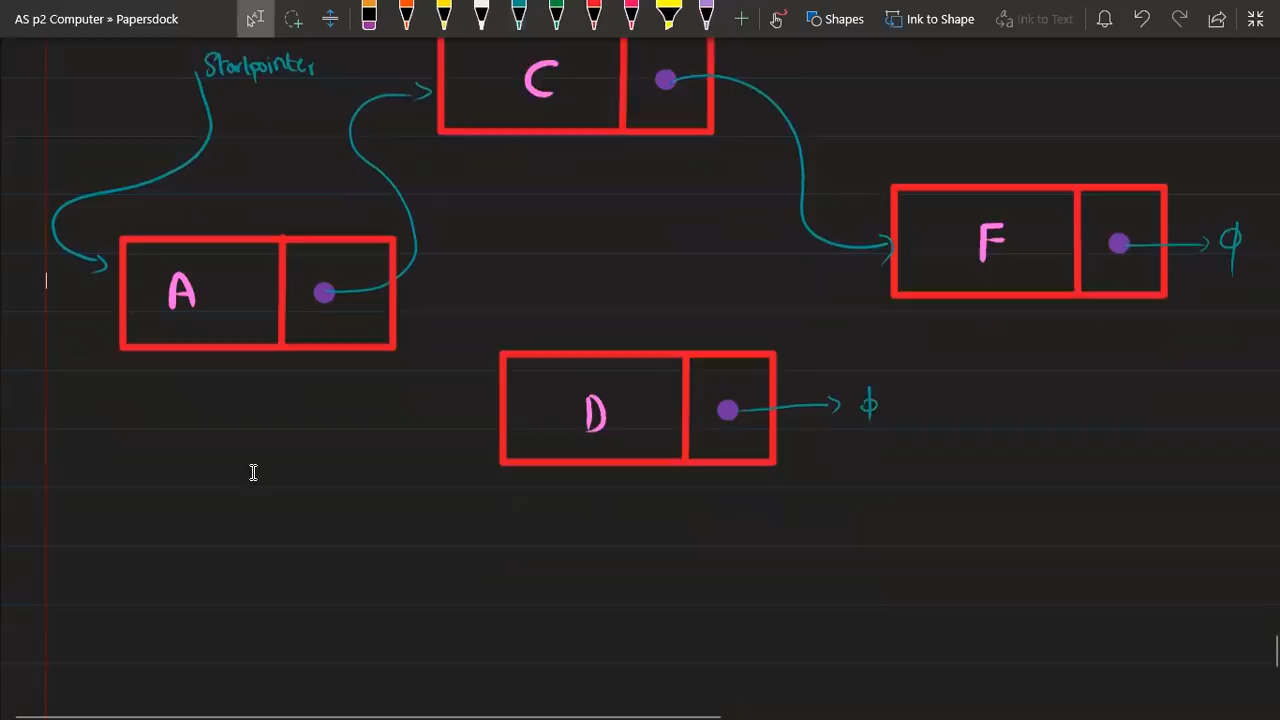 AS p2 Computer » Papersdock
Shapes
Ink to Shape
Ink to Text
Startpointer
C
F
φ
A
D
φ